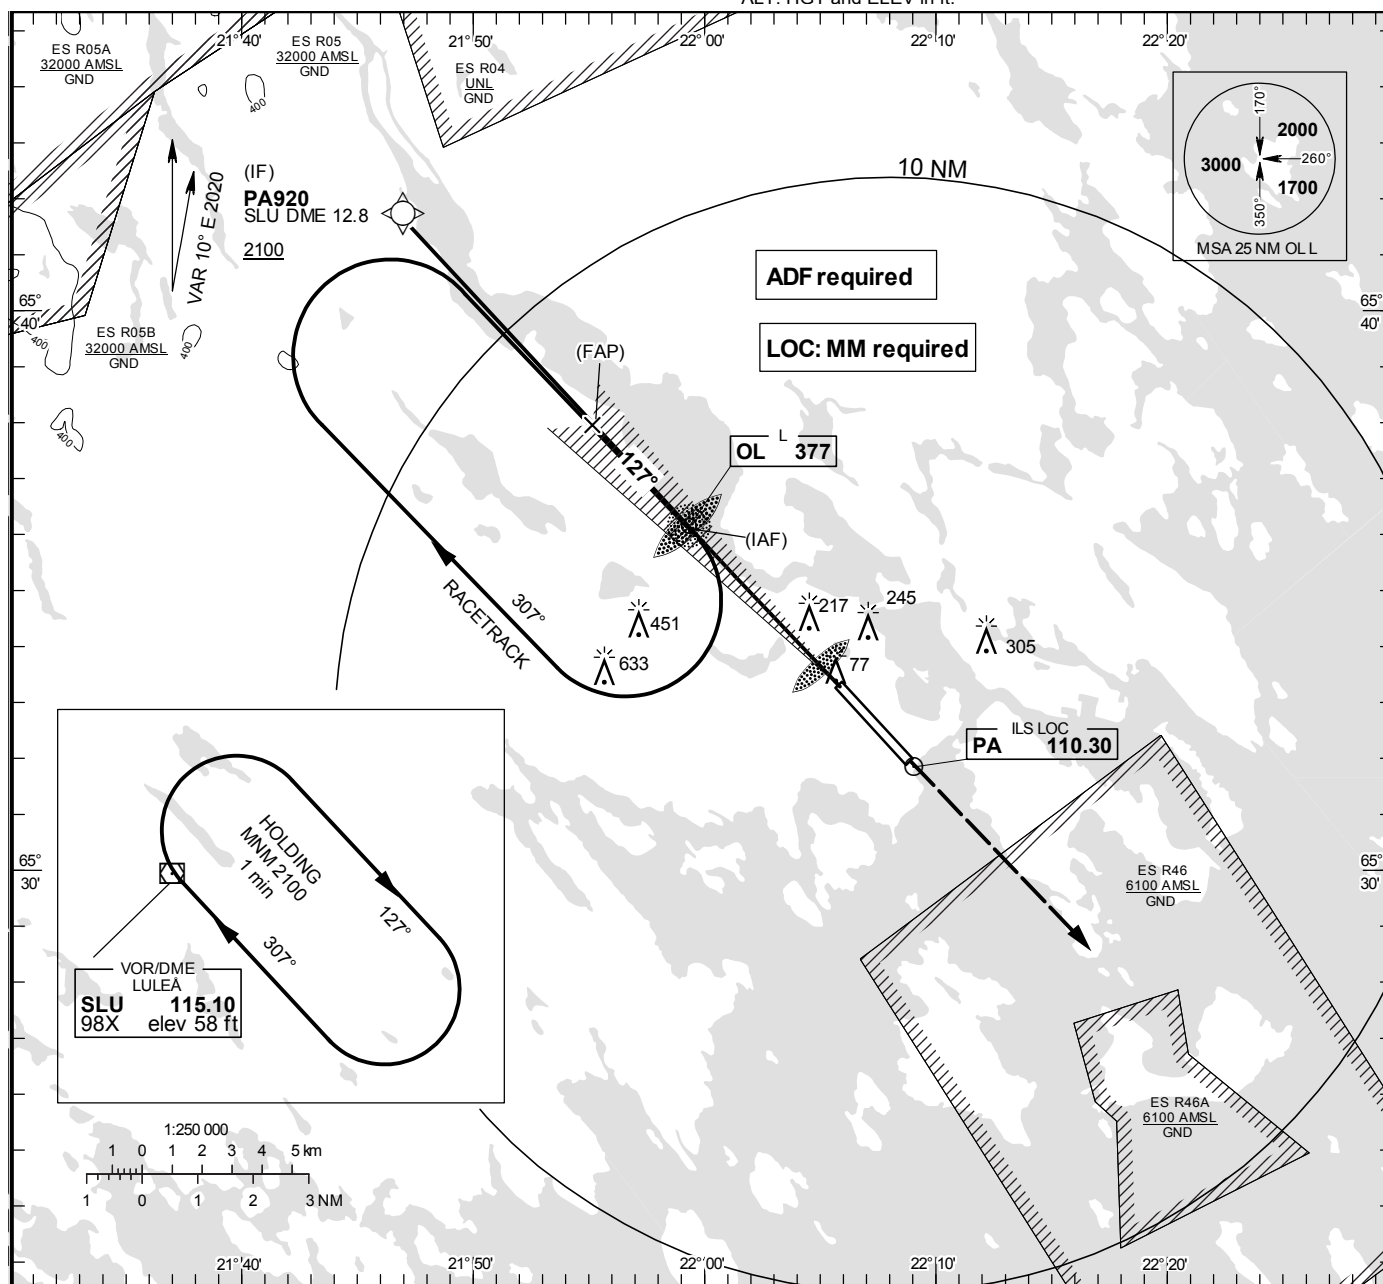 21° 40'
21° 50'
22° 00'
22° 10'
22° 20'
ES R05A
32000 AMSL
GND
ES R05
32000 AMSL
GND
ES R04
UNL
GND
400
170°
2000
260°
3000
1700
350°
MSA 25 NM OL L
10 NM
(IF)
PA920
SLU DME 12.8
2100
VAR 10° E 2020
ADF required
LOC: MM required
65°
40'
65°
40'
400
400
ES R05B
32000 AMSL
GND
(FAP)
400
L
OL 377
127°
(IAF)
307°
RACETRACK
451
633
217
245
305
77
ILS LOC
PA 110.30
65°
30'
65°
30'
HOLDING
MNM 2100
1 min
127°
307°
VOR/DME
LULEÅ
SLU 115.10
98X elev 58 ft
ES R46
6100 AMSL
GND
ES R46A
6100 AMSL
GND
1:250 000
1 0 1 2 3 4 5 km
1 0 1 2 3 NM
21° 40'
21° 50'
22° 00'
22° 10'
22° 20'